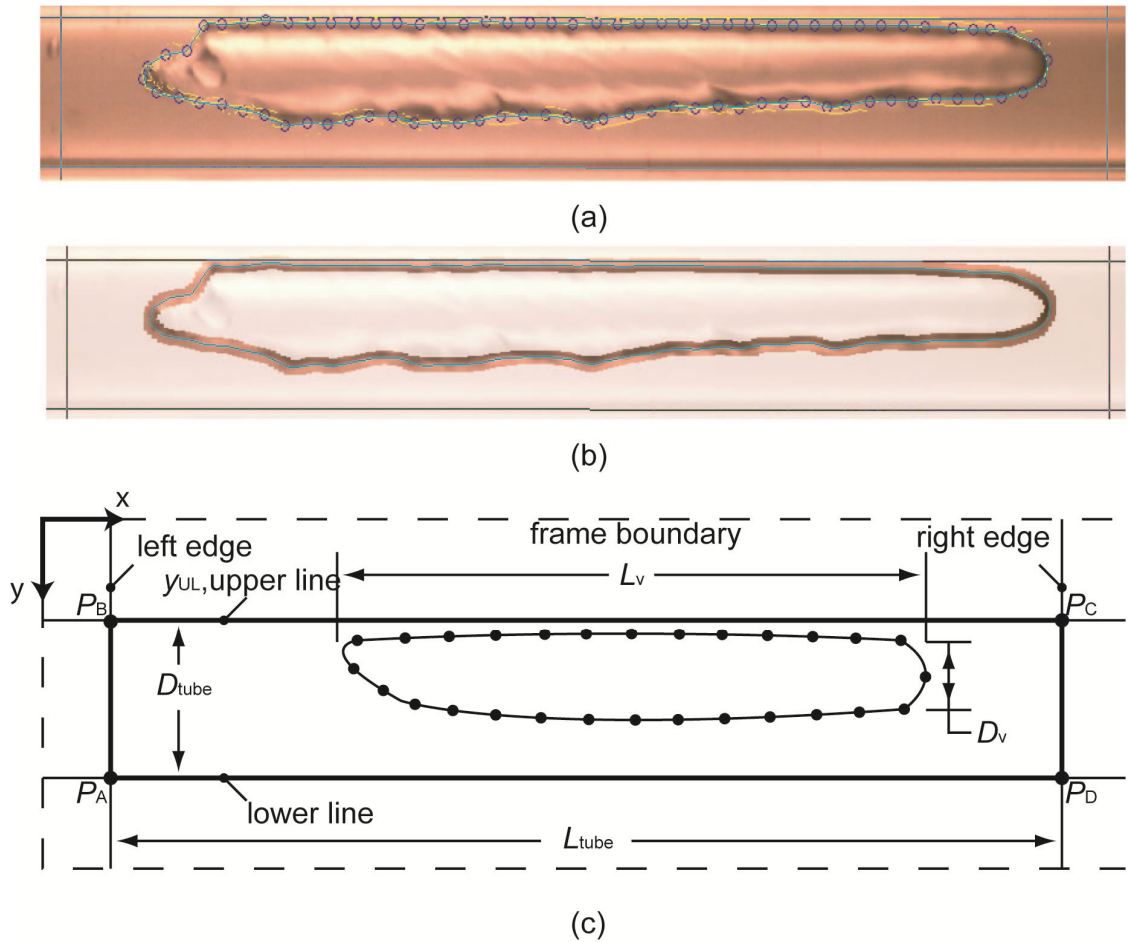 (a)
(b)
x
frame boundary
left edge
right edge
y
yUL,upper line
Lv
PB
PC
Dtube
Dv
PA
PD
lower line
Ltube
(c)